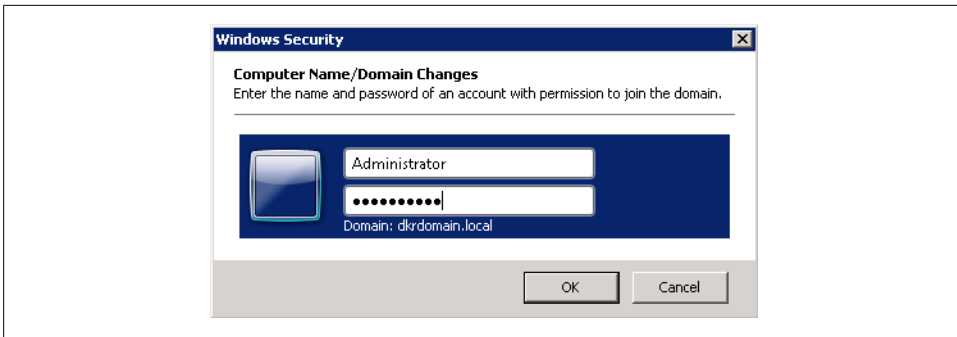 Windows Security
Computer Name/Domain Changes
Enter the name and password of an account with permission to join the domain.
Administrator
••••••••••
Domain: dkrdomain.local
OK Cancel